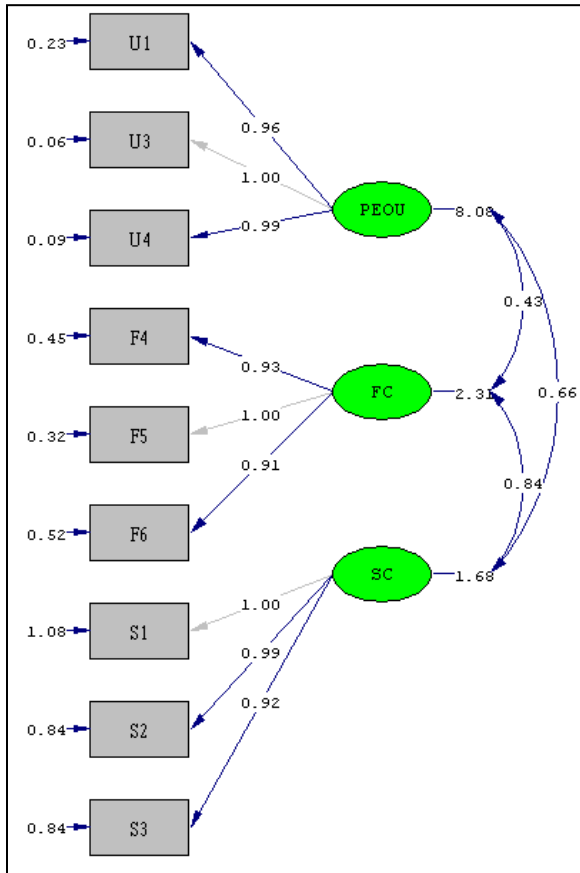 0.23 U1
0.96
0.06 U3
1.00
PEOU 8.08
0.09 U4
0.99
0.43
0.45 F4
0.93
FC 2.31 0.66
1.00
0.32 F5
0.91
0.84
0.52 F6
SC 1.68
1.00
1.08 S1
0.99
0.92
0.84 S2
0.84 S3